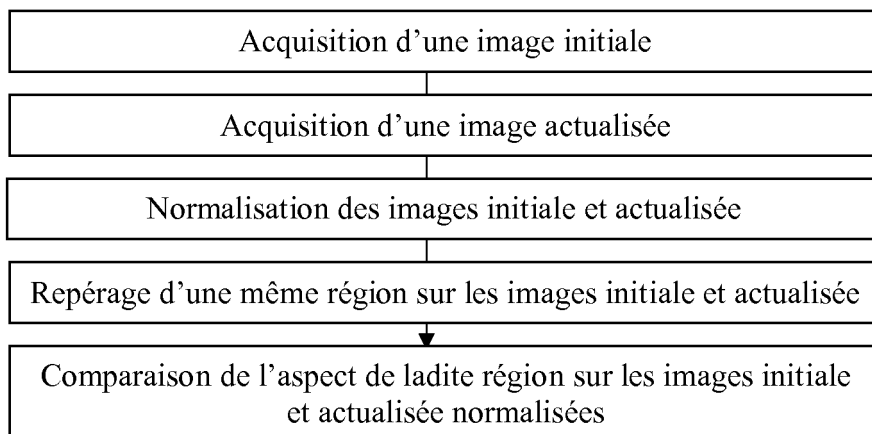 Acquisition d’une image initiale
Acquisition d’une image actualisée
Normalisation des images initiale et actualisée
Repérage d’une même région sur les images initiale et actualisée
Comparaison de l’aspect de ladite région sur les images initiale
et actualisée normalisées